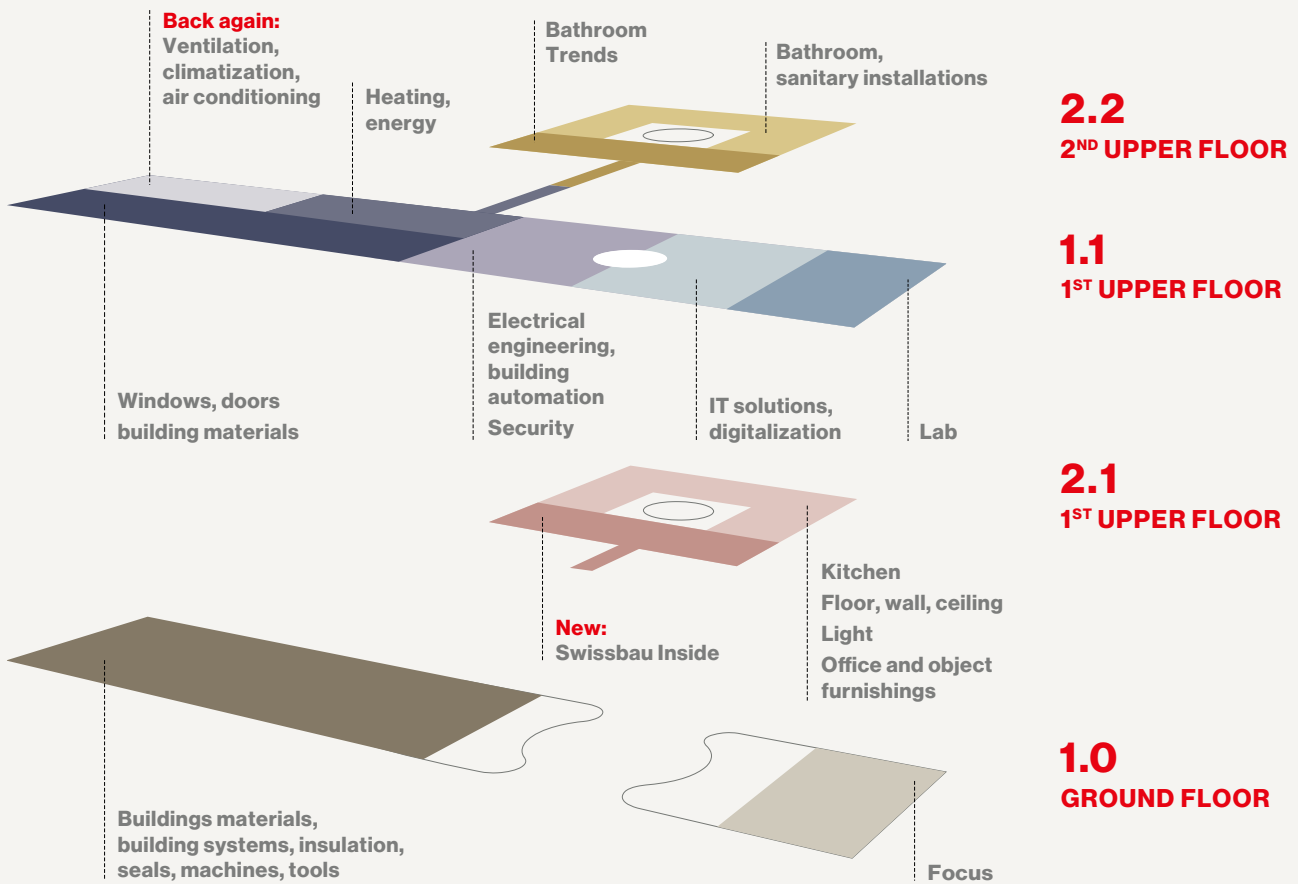 Back again:
Ventilation,
climatization,
air conditioning
Heating,
energy
Bathroom
Trends
Bathroom,
sanitary installations
2.2
2ND UPPER FLOOR
1.1
1ST UPPER FLOOR
Windows, doors
building materials
Electrical
engineering,
building
automation
Security
IT solutions,
digitalization
Lab
2.1
1ST UPPER FLOOR
New:
Swissbau Inside
Kitchen
Floor, wall, ceiling
Light
Office and object
furnishings
1.0
GROUND FLOOR
Buildings materials,
building systems, insulation,
seals, machines, tools
Focus